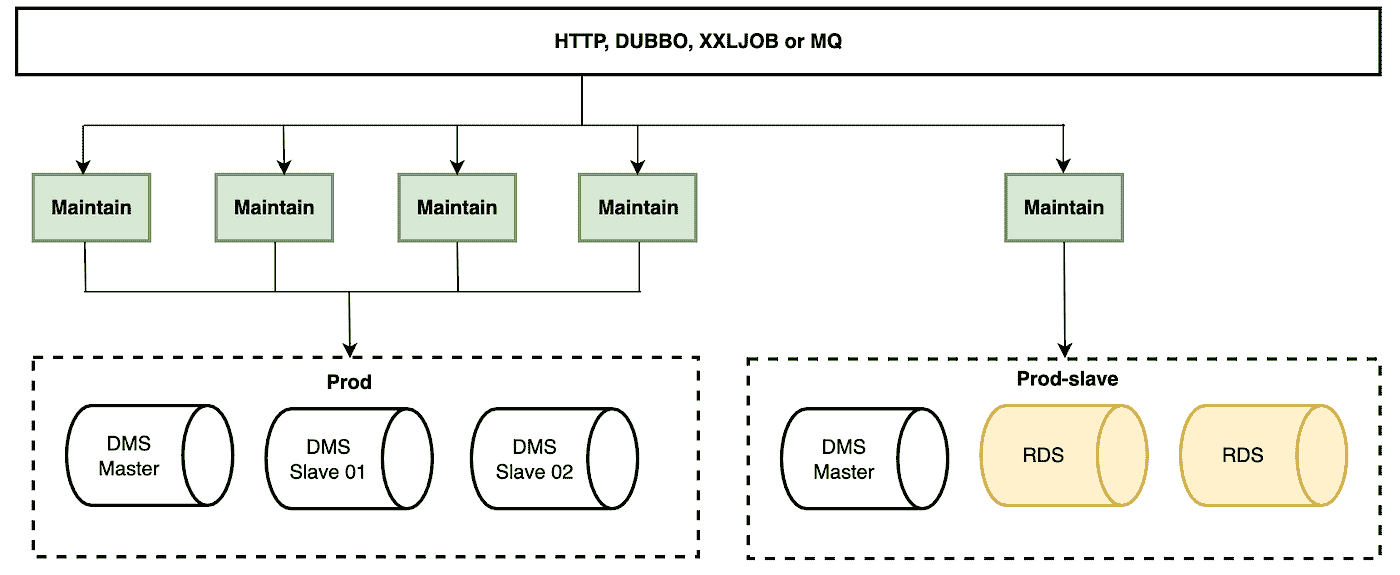 HTTP, DUBBO, XXLJOB or MQ
Maintain
Maintain
Maintain
Maintain
Maintain
Prod
DMS
Master
DMS
Slave 01
DMS
Slave 02
Prod-slave
DMS
Master
RDS
RDS